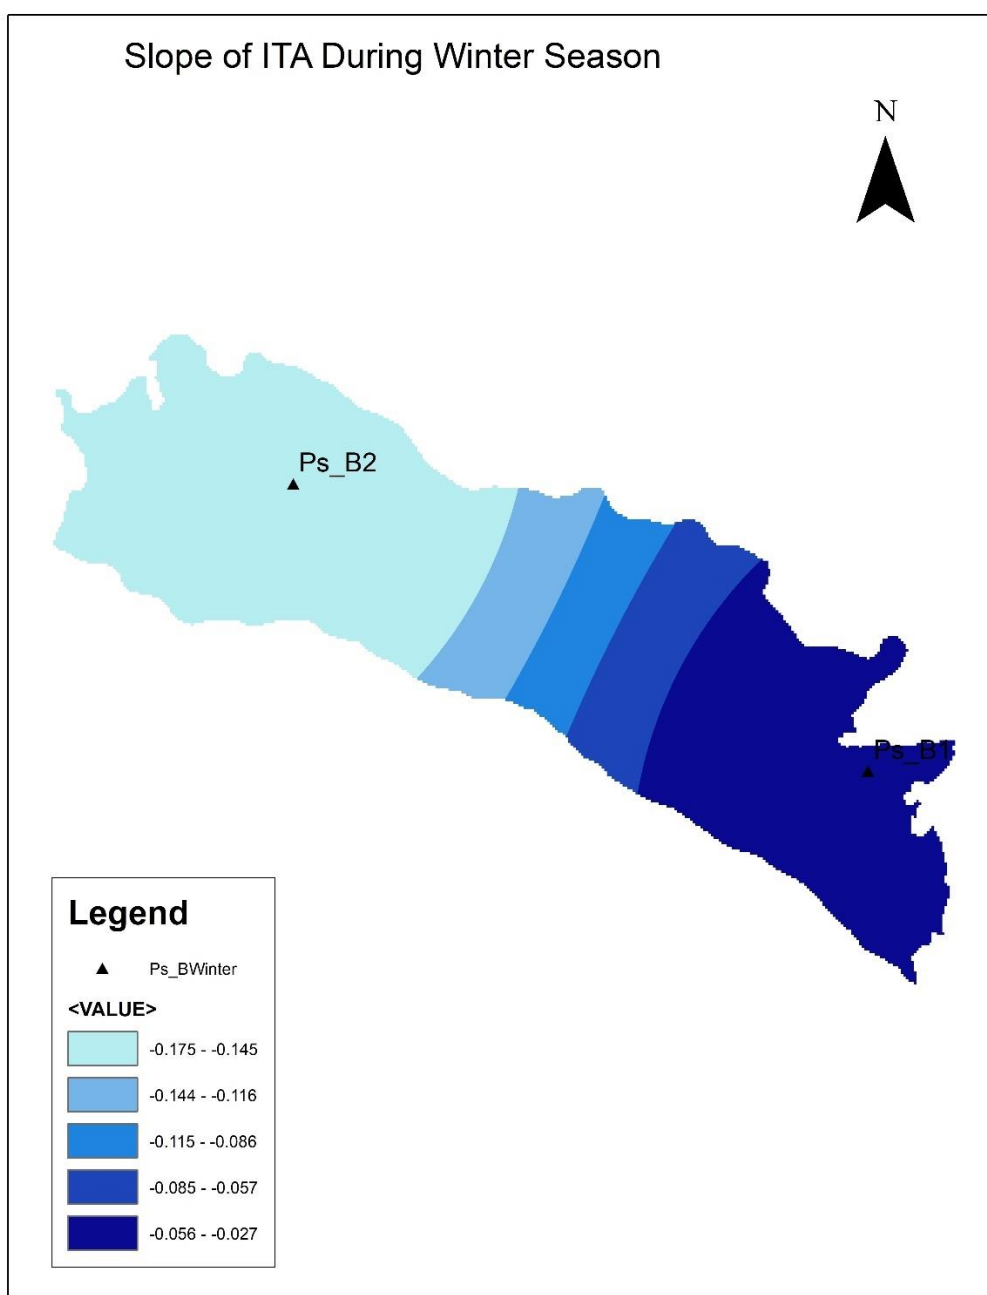 Slope of ITA During Winter Season
N
Ps_B2
Ps_B1
Legend
Ps_BWinter
<VALUE>
-0.175 - -0.145
-0.144 - -0.116
-0.115 - -0.086
-0.085 - -0.057
-0.056 - -0.027